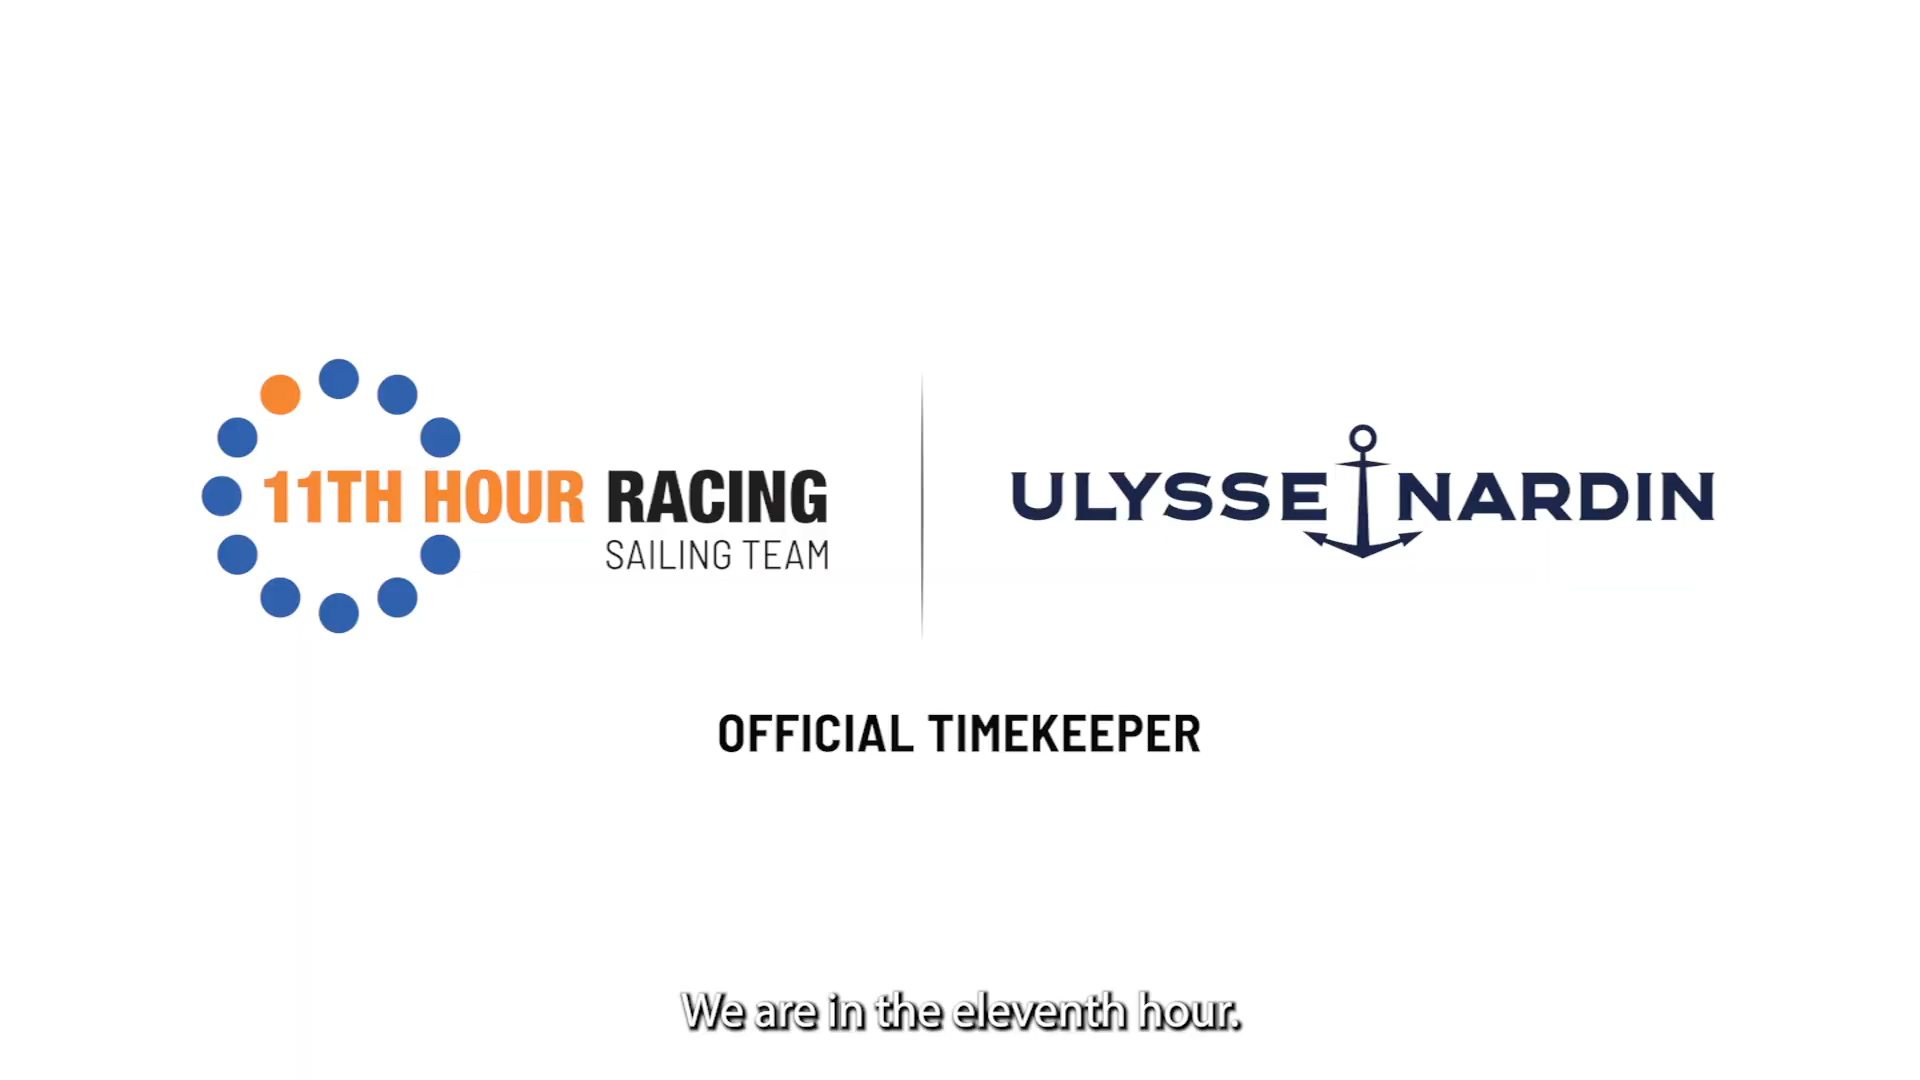 11TH HOUR RACING
SAILING TEAM
ULYSSE NARDIN
OFFICIAL TIMEKEEPER
We are in the eleventh hour.